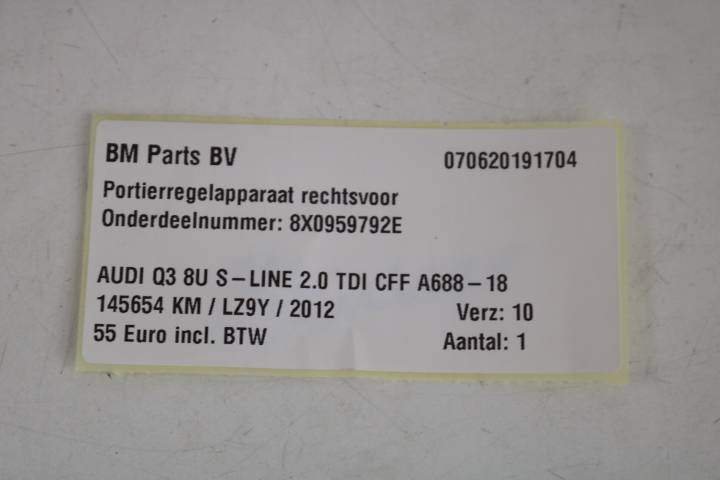 BM Parts BV 070620191704
Portierregelapparaat rechtsvoor
Onderdeelnummer: 8X0959792E
AUDI Q3 8U S-LINE 2.0 TDI CFF A688-18
145654 KM / LZ9Y / 2012 Verz: 10
55 Euro incl. BTW Aantal: 1